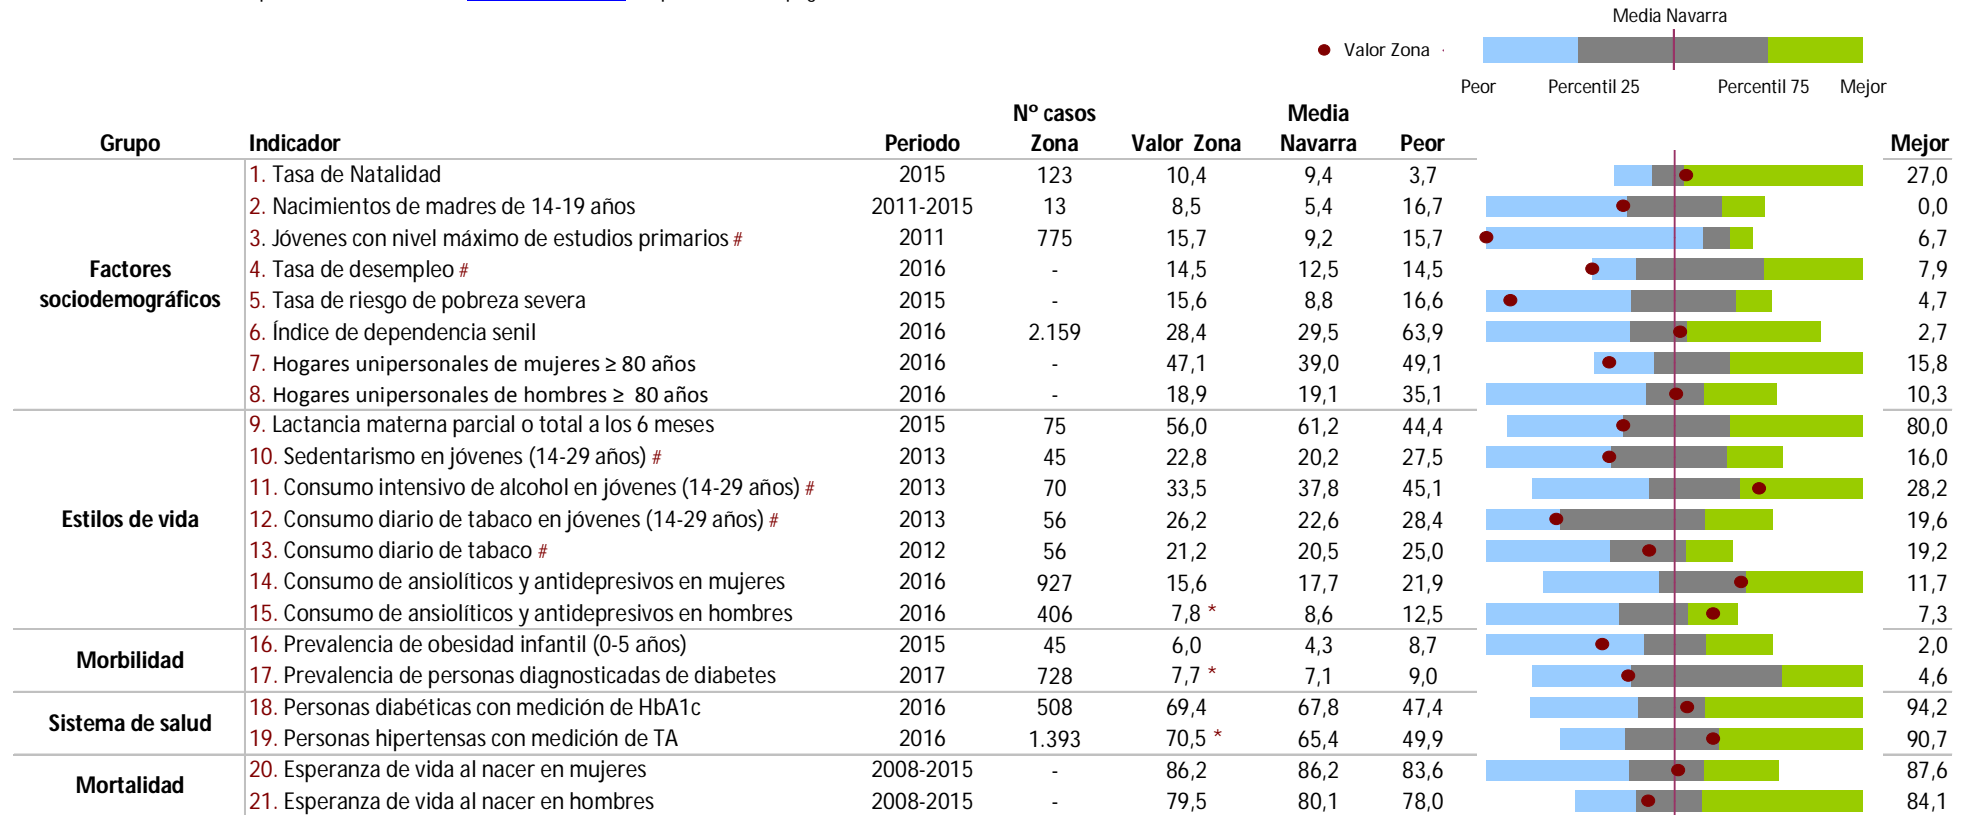 Media Navarra
Valor Zona
Peor Percentil 25 Percentil 75 Mejor
Nº casos Media
Grupo Indicador Periodo Zona Valor Zona Navarra Peor Mejor
1. Tasa de Natalidad 2015 123 10,4 9,4 3,7 27,0
2. Nacimientos de madres de 14-19 años 2011-2015 13 8,5 5,4 16,7 0,0
3. Jóvenes con nivel máximo de estudios primarios # 2011 775 15,7 9,2 15,7 6,7
Factores
4. Tasa de desempleo # 2016 - 14,5 12,5 14,5 7,9
sociodemográficos
5. Tasa de riesgo de pobreza severa 2015 - 15,6 8,8 16,6 4,7
6. Índice de dependencia senil 2016 2.159 28,4 29,5 63,9 2,7
7. Hogares unipersonales de mujeres ≥ 80 años 2016 - 47,1 39,0 49,1 15,8
8. Hogares unipersonales de hombres ≥ 80 años 2016 - 18,9 19,1 35,1 10,3
9. Lactancia materna parcial o total a los 6 meses 2015 75 56,0 61,2 44,4 80,0
10. Sedentarismo en jóvenes (14-29 años) # 2013 45 22,8 20,2 27,5 16,0
11. Consumo intensivo de alcohol en jóvenes (14-29 años) # 2013 70 33,5 37,8 45,1 28,2
Estilos de vida
12. Consumo diario de tabaco en jóvenes (14-29 años) # 2013 56 26,2 22,6 28,4 19,6
13. Consumo diario de tabaco # 2012 56 21,2 20,5 25,0 19,2
14. Consumo de ansiolíticos y antidepresivos en mujeres 2016 927 15,6 17,7 21,9 11,7
15. Consumo de ansiolíticos y antidepresivos en hombres 2016 406 7,8 * 8,6 12,5 7,3
Morbilidad
16. Prevalencia de obesidad infantil (0-5 años) 2015 45 6,0 4,3 8,7 2,0
17. Prevalencia de personas diagnosticadas de diabetes 2017 728 7,7 * 7,1 9,0 4,6
Sistema de salud
18. Personas diabéticas con medición de HbA1c 2016 508 69,4 67,8 47,4 94,2
19. Personas hipertensas con medición de TA 2016 1.393 70,5 * 65,4 49,9 90,7
Mortalidad
20. Esperanza de vida al nacer en mujeres 2008-2015 - 86,2 86,2 83,6 87,6
21. Esperanza de vida al nacer en hombres 2008-2015 - 79,5 80,1 78,0 84,1